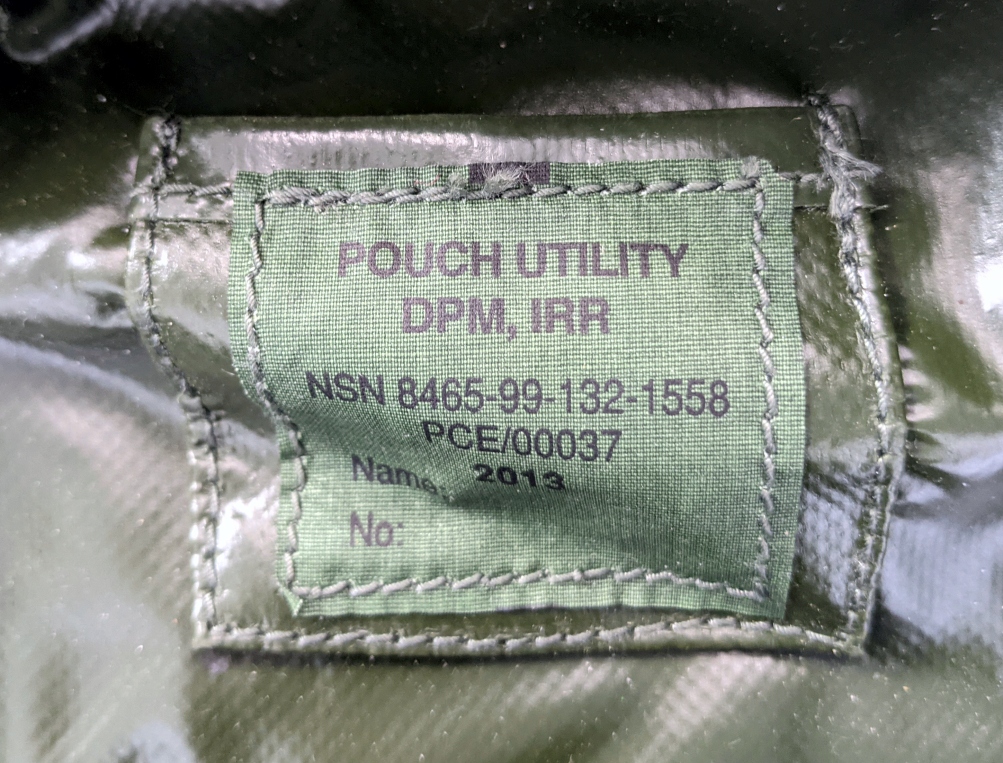 POUCH UTILITY
DPM, IRR
NSN 8465-99-132-1558
PCE/00037
Name: 2013
No: